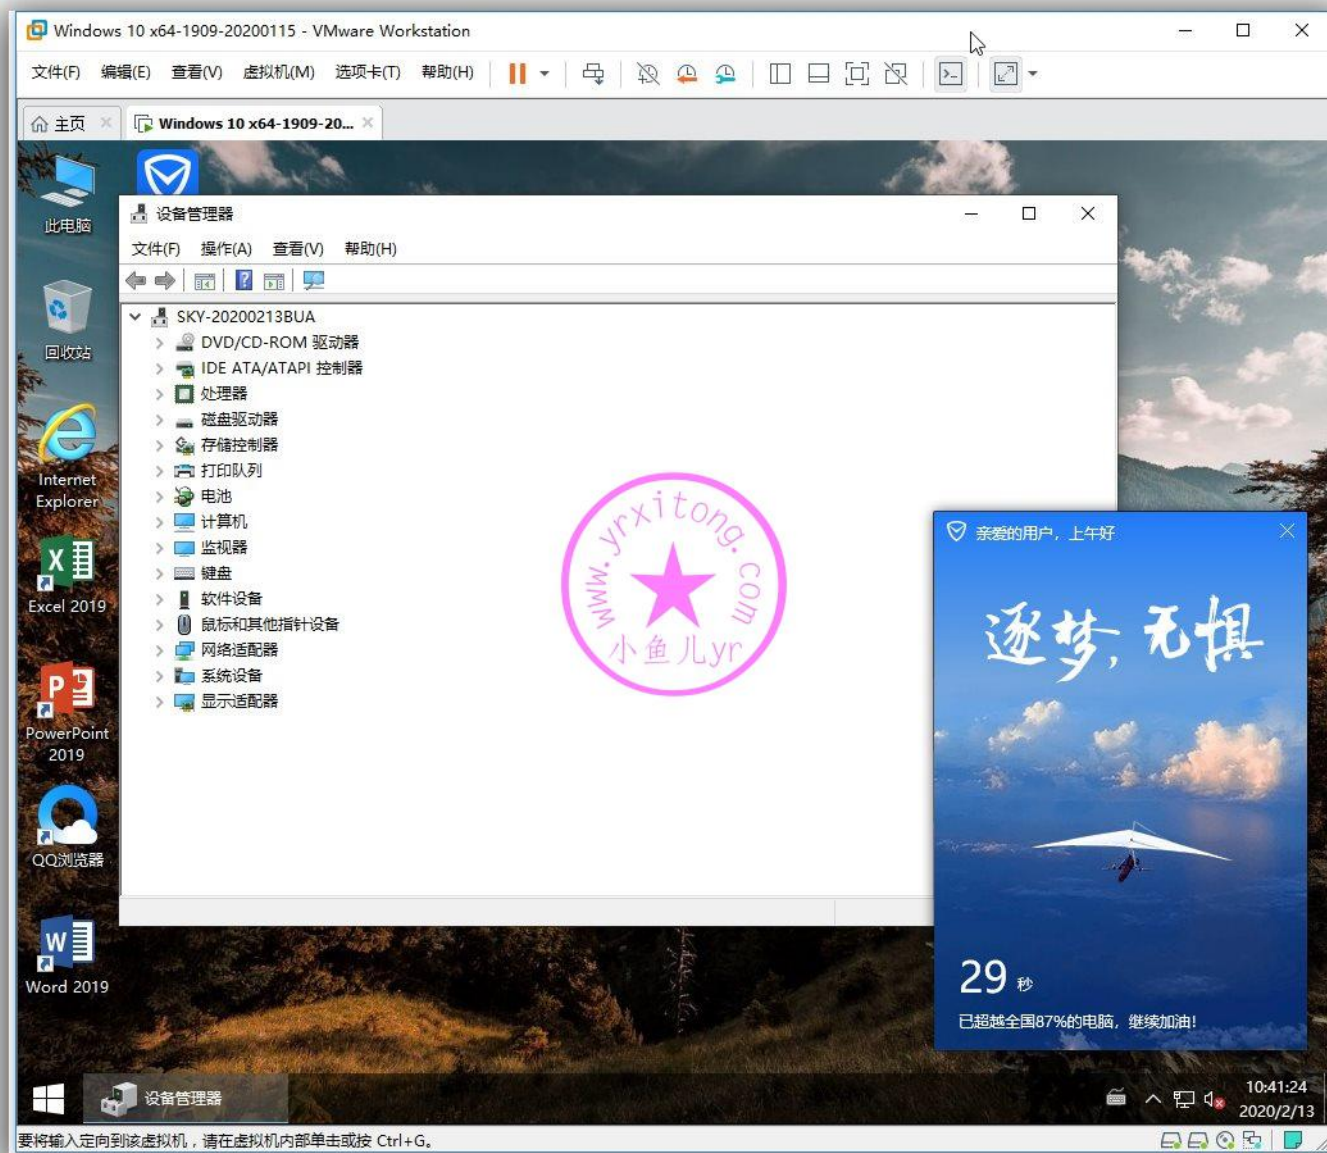 Windows 10 x64-1909-20200115 - VMware Workstation
文件(F) 编辑(E) 查看(V) 虚拟机(M) 选项卡(T) 帮助(H)
主页 Windows 10 x64-1909-20...
此电脑
回收站
Internet
Explorer
Excel 2019
PowerPoint
2019
QQ浏览器
Word 2019
设备管理器
文件(F) 操作(A) 查看(V) 帮助(H)
SKY-20200213BUA
DVD/CD-ROM 驱动器
IDE ATA/ATAPI 控制器
处理器
磁盘驱动器
存储控制器
打印队列
电池
计算机
监视器
键盘
软件设备
鼠标和其他指针设备
网络适配器
系统设备
显示适配器
www.yrxitong.com
小鱼儿yr
亲爱的用户，上午好
逐梦，无惧
29 秒
已超越全国87%的电脑，继续加油！
设备管理器
10:41:24
2020/2/13
要将输入定向到该虚拟机，请在虚拟机内部单击或按 Ctrl+G。